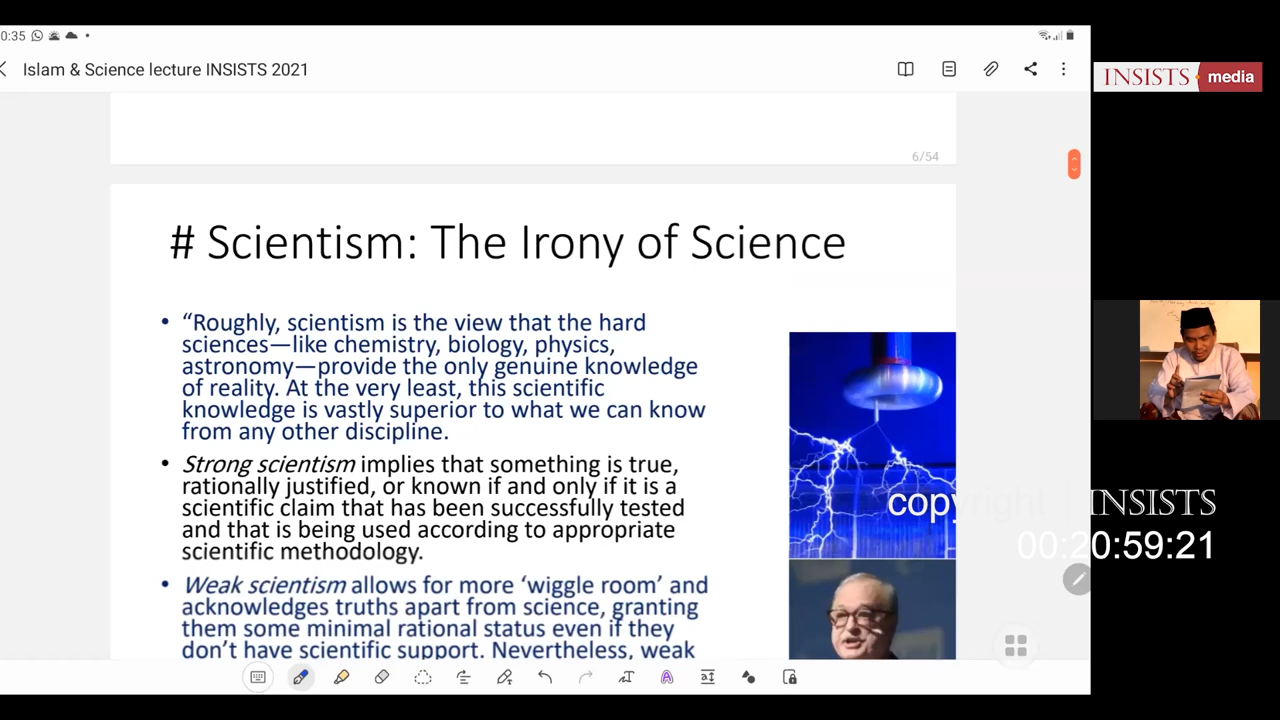 0:35
Islam & Science lecture INSISTS 2021
INSISTS media
6/54
# Scientism: The Irony of Science
• “Roughly, scientism is the view that the hard
sciences—like chemistry, biology, physics,
astronomy—provide the only genuine knowledge
of reality. At the very least, this scientific
knowledge is vastly superior to what we can know
from any other discipline.
• Strong scientism implies that something is true,
rationally justified, or known if and only if it is a
scientific claim that has been successfully tested
and that is being used according to appropriate
scientific methodology.
• Weak scientism allows for more ‘wiggle room’ and
acknowledges truths apart from science, granting
them some minimal rational status even if they
don’t have scientific support. Nevertheless, weak
copyright | INSISTS
00:20:59:21